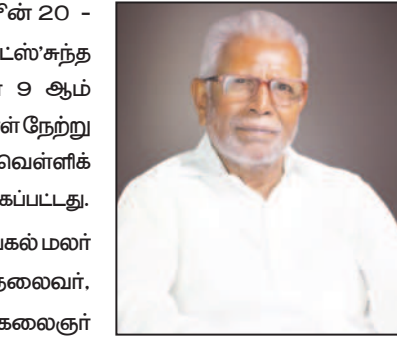 ஜூன் 20 -
ட்ஸ்’சுந்த
9 ஆம்
ள் நேற்று
வெள்ளிக்
கப்பட்டது.
பகல் மலர்
தலைவர்,
கலைஞர்